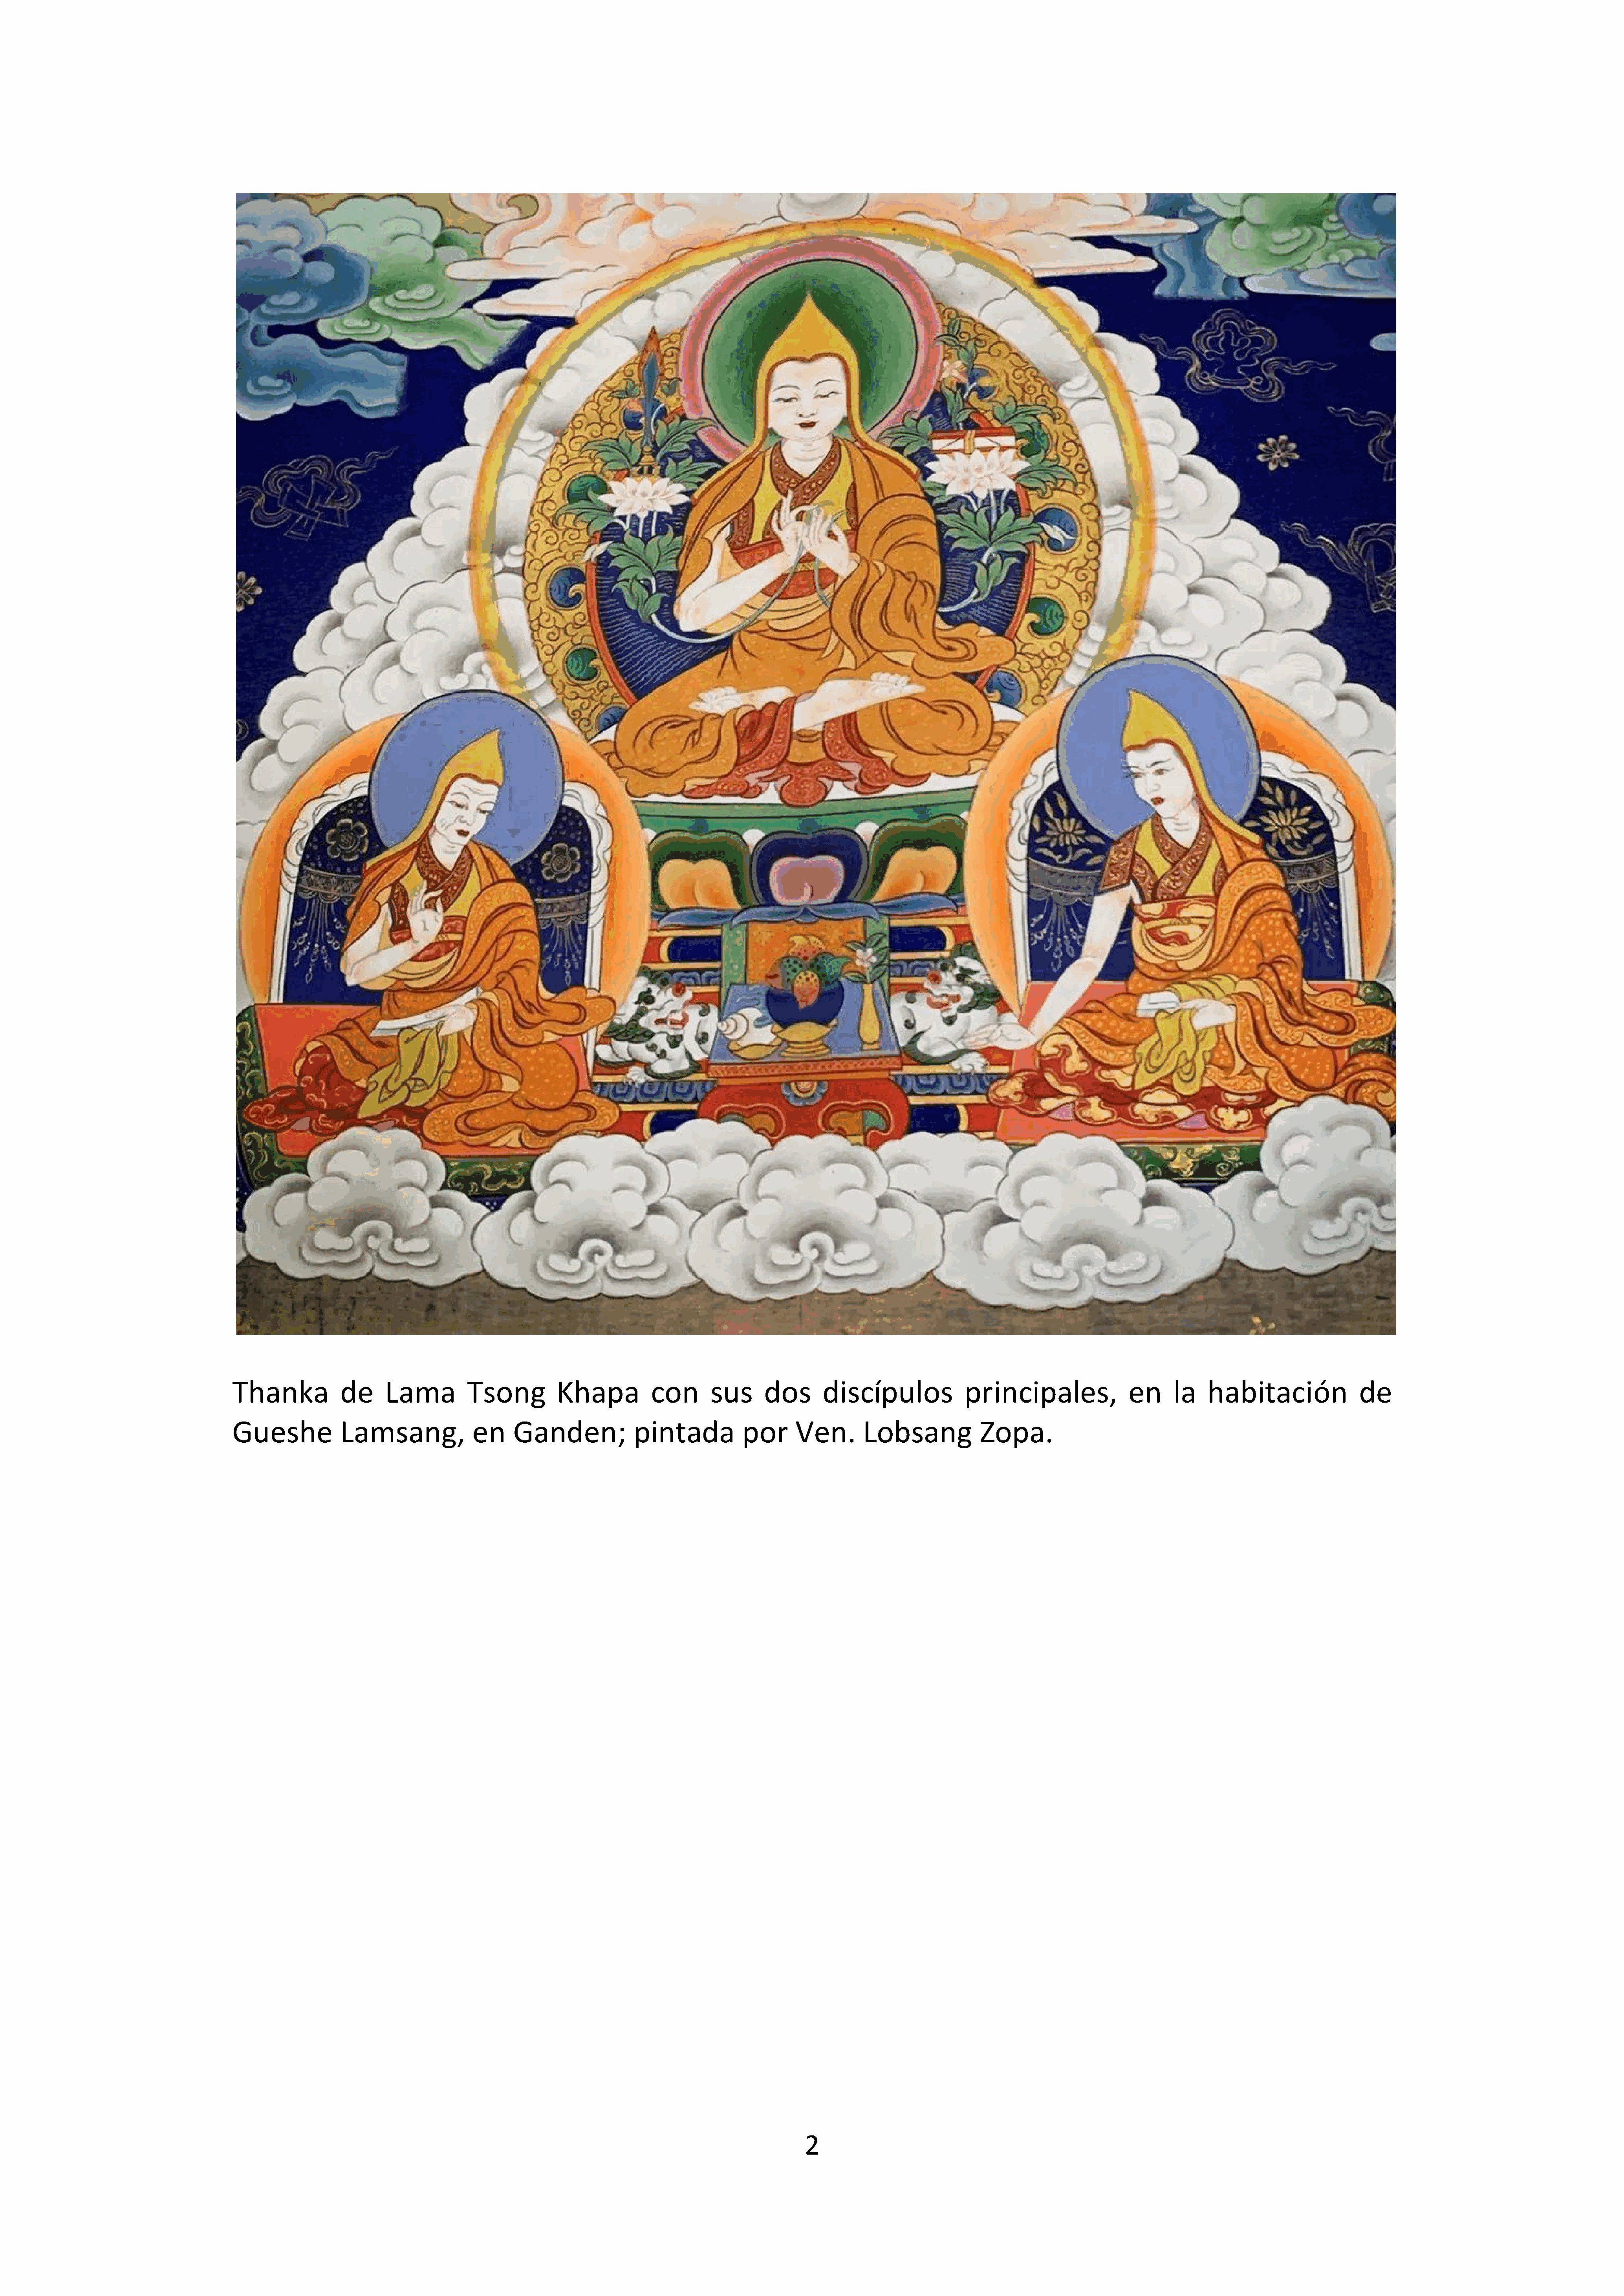 Thanka de Lama Tsong Khapa con sus dos discípulos principales, en la habitación de
Gueshe Lamsang, en Ganden; pintada por Ven. Lobsang Zopa.
2